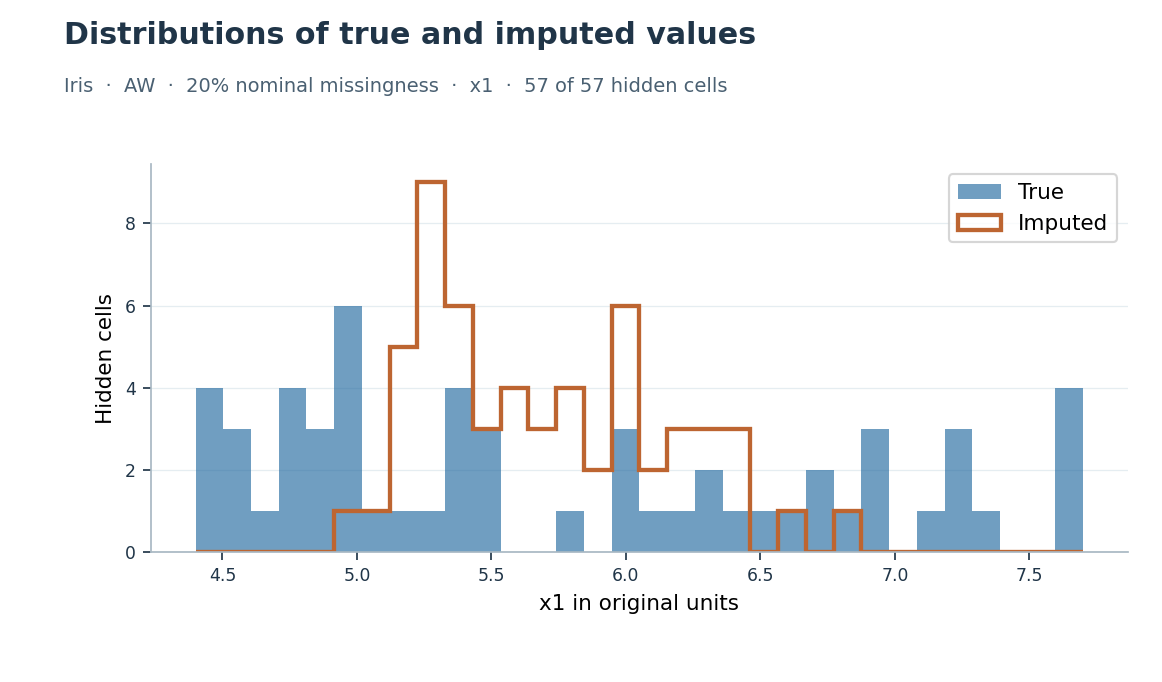 Distributions of true and imputed values
Iris · AW · 20% nominal missingness · x1 · 57 of 57 hidden cells
True
Imputed
Hidden cells
8
6
4
2
0
4.5 5.0 5.5 6.0 6.5 7.0 7.5
x1 in original units